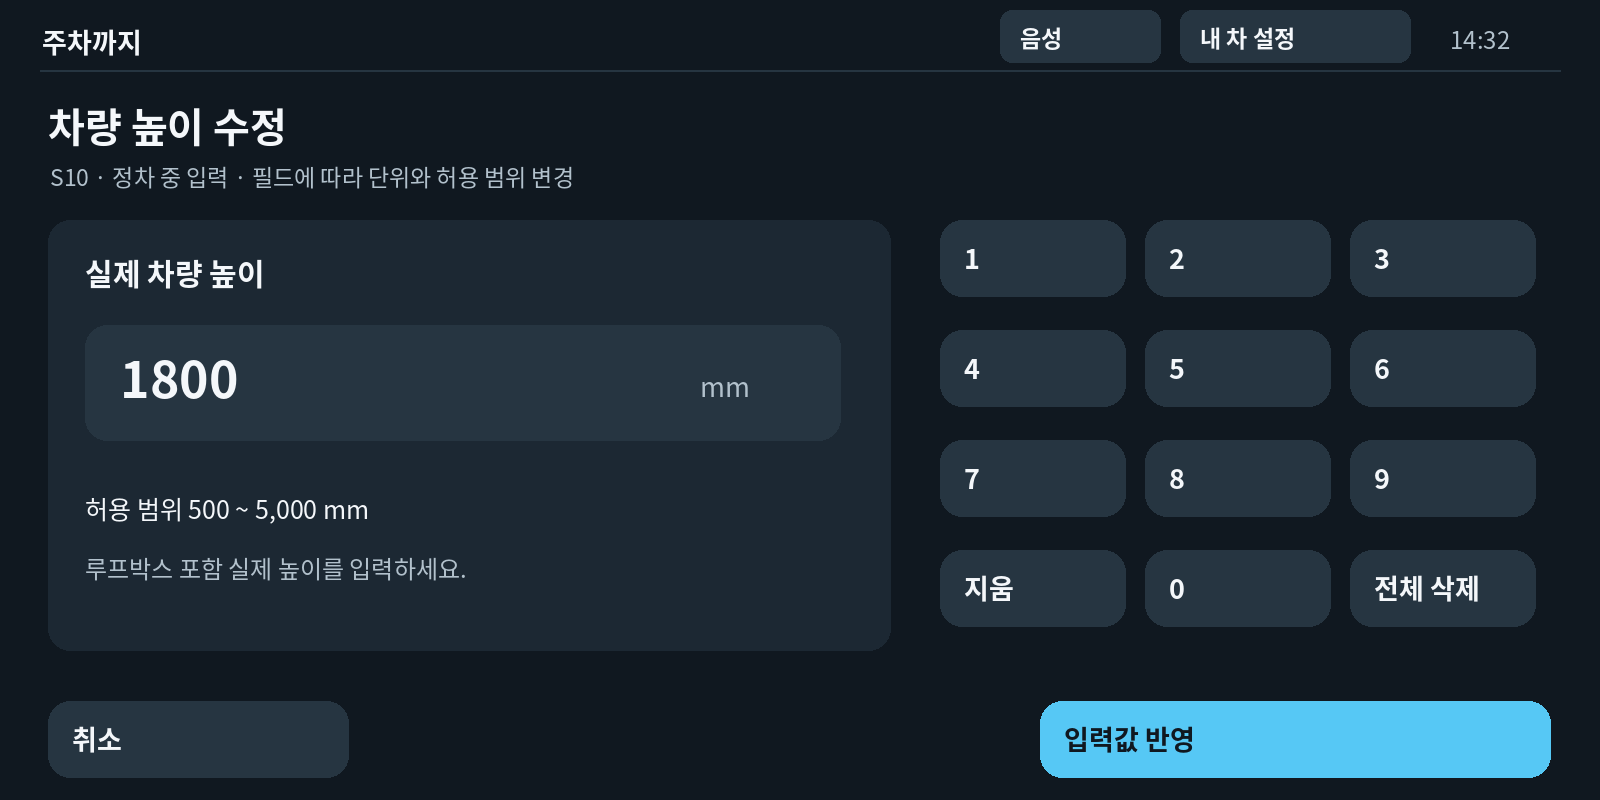 주차까지
음성
내 차 설정
14:32
차량 높이 수정
S10 · 정차 중 입력 · 필드에 따라 단위와 허용 범위 변경
실제 차량 높이
1800 mm
허용 범위 500 ~ 5,000 mm
루프박스 포함 실제 높이를 입력하세요.
1 2 3
4 5 6
7 8 9
지움 0 전체 삭제
취소
입력값 반영